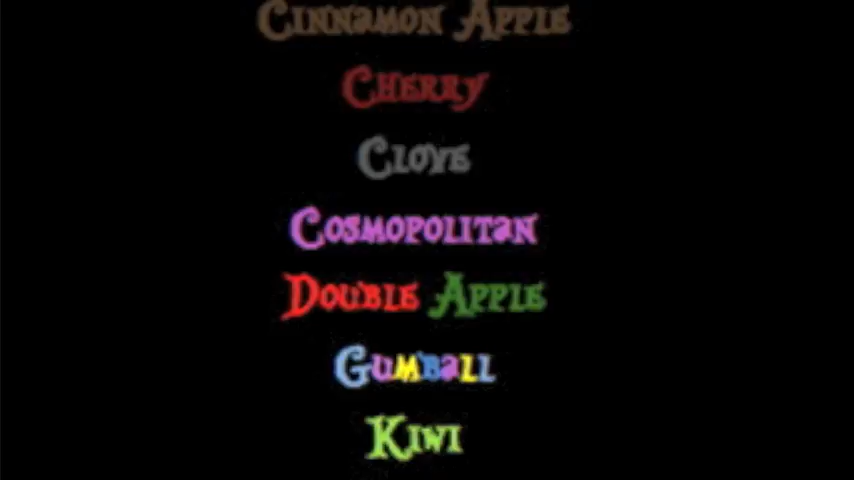 Cinnamon Apple
Cherry
Clove
Cosmopolitan
Double Apple
Gumball
Kiwi